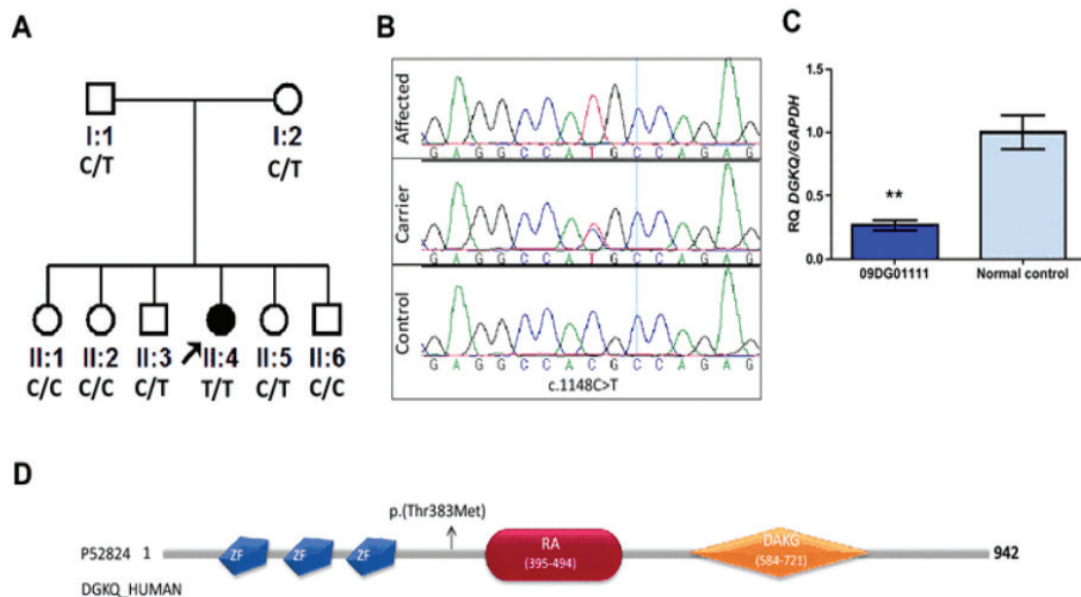 A
I:1
C/T
I:2
C/T
II:1 II:2 II:3 II:4 II:5 II:6
C/C C/C C/T T/T C/T C/C
B
Affected
G A G G C C A T G C C A G A G
Carrier
G A G G C C A T G C C A G A G
Control
G A G G C C A C G C C A G A G
c.1148C>T
C
RQ DGKQ/GAPDH
1.5
1.0
0.5
0.0
**
09DG01111 Normal control
D
p.(Thr383Met)
P52824 1 ZF ZF ZF RA DAKG 942
(395-494) (584-721)
DGKQ_HUMAN